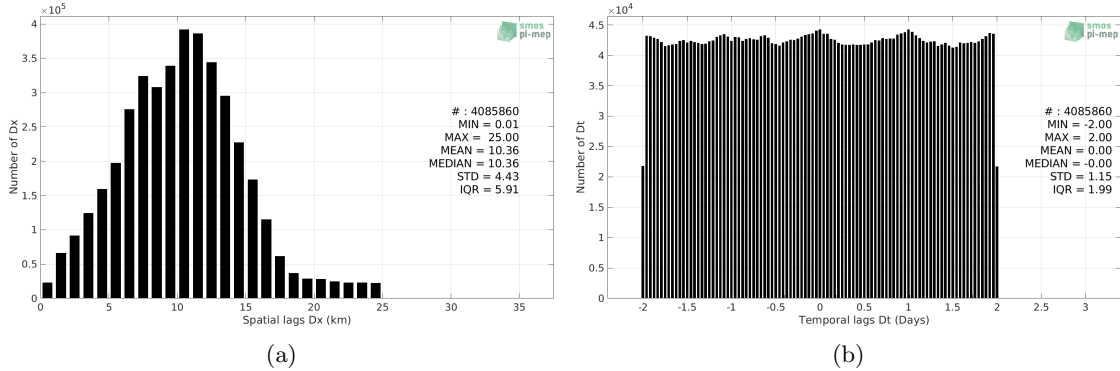 ×10⁵
4
3.5
3
2.5
2
1.5
1
0.5
0
Number of Dx
0
5
10
15
20
25
30
35
Spatial lags Dx (km)
smos
pi-mep
# : 4085860
MIN = 0.01
MAX = 25.00
MEAN = 10.36
MEDIAN = 10.36
STD = 4.43
IQR = 5.91
(a)
×10⁴
4.5
4
3.5
3
2.5
2
1.5
1
0.5
0
Number of Dt
-2
-1.5
-1
-0.5
0
0.5
1
1.5
2
2.5
3
Temporal lags Dt (Days)
smos
pi-mep
# : 4085860
MIN = -2.00
MAX = 2.00
MEAN = 0.00
MEDIAN = -0.00
STD = 1.15
IQR = 1.99
(b)